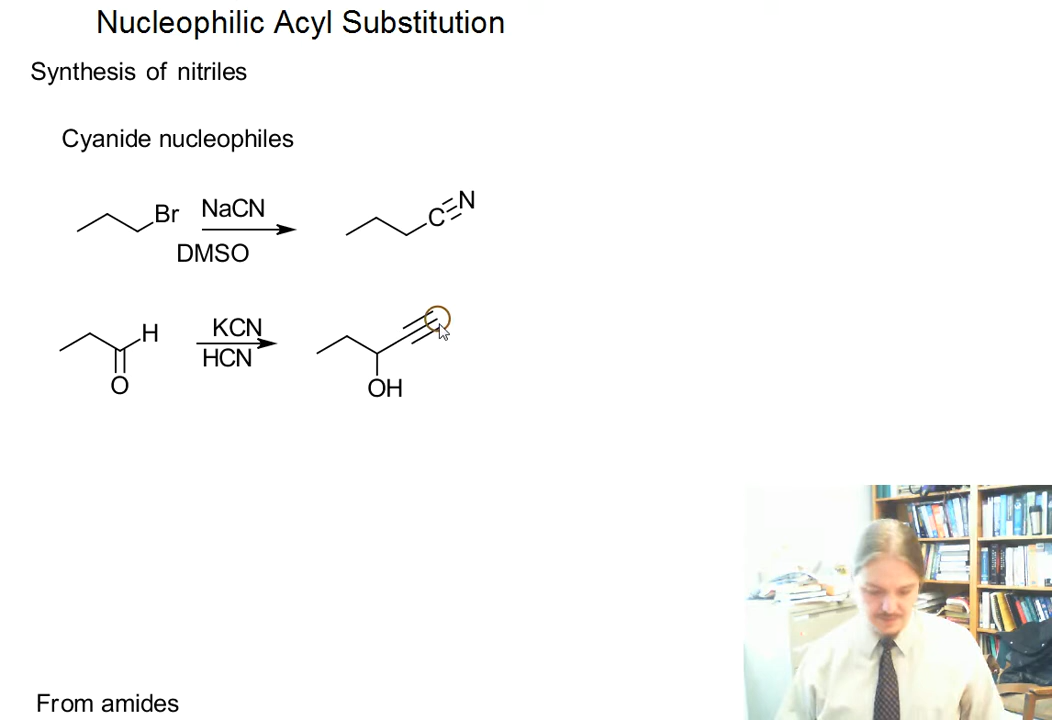 Nucleophilic Acyl Substitution
Synthesis of nitriles
Cyanide nucleophiles
Br NaCN C N
DMSO
H KCN
HCN
O OH
From amides